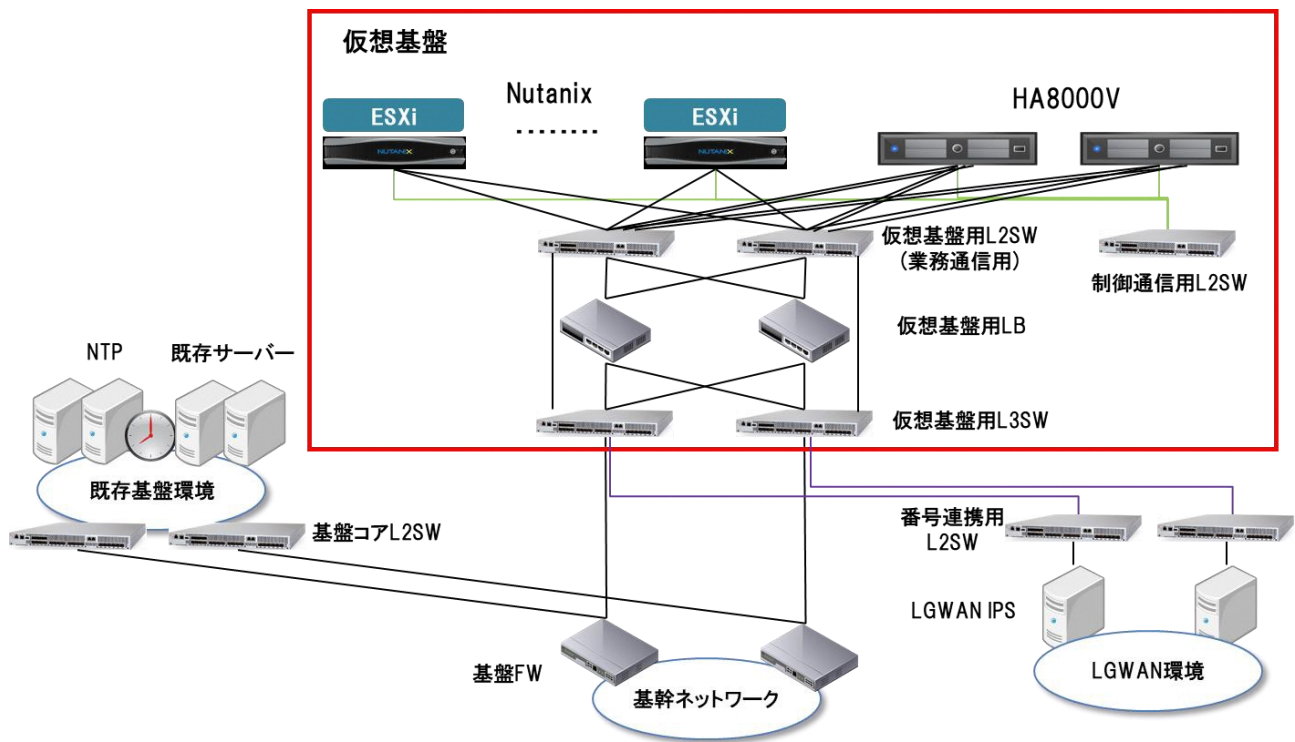 仮想基盤
Nutanix
HA8000V
ESXi
ESXi
NUTANIX
NUTANIX
仮想基盤用L2SW
(業務通信用)
制御通信用L2SW
仮想基盤用LB
NTP
既存サーバー
仮想基盤用L3SW
既存基盤環境
基盤コアL2SW
番号連携用
L2SW
LGWAN IPS
基盤FW
基幹ネットワーク
LGWAN環境